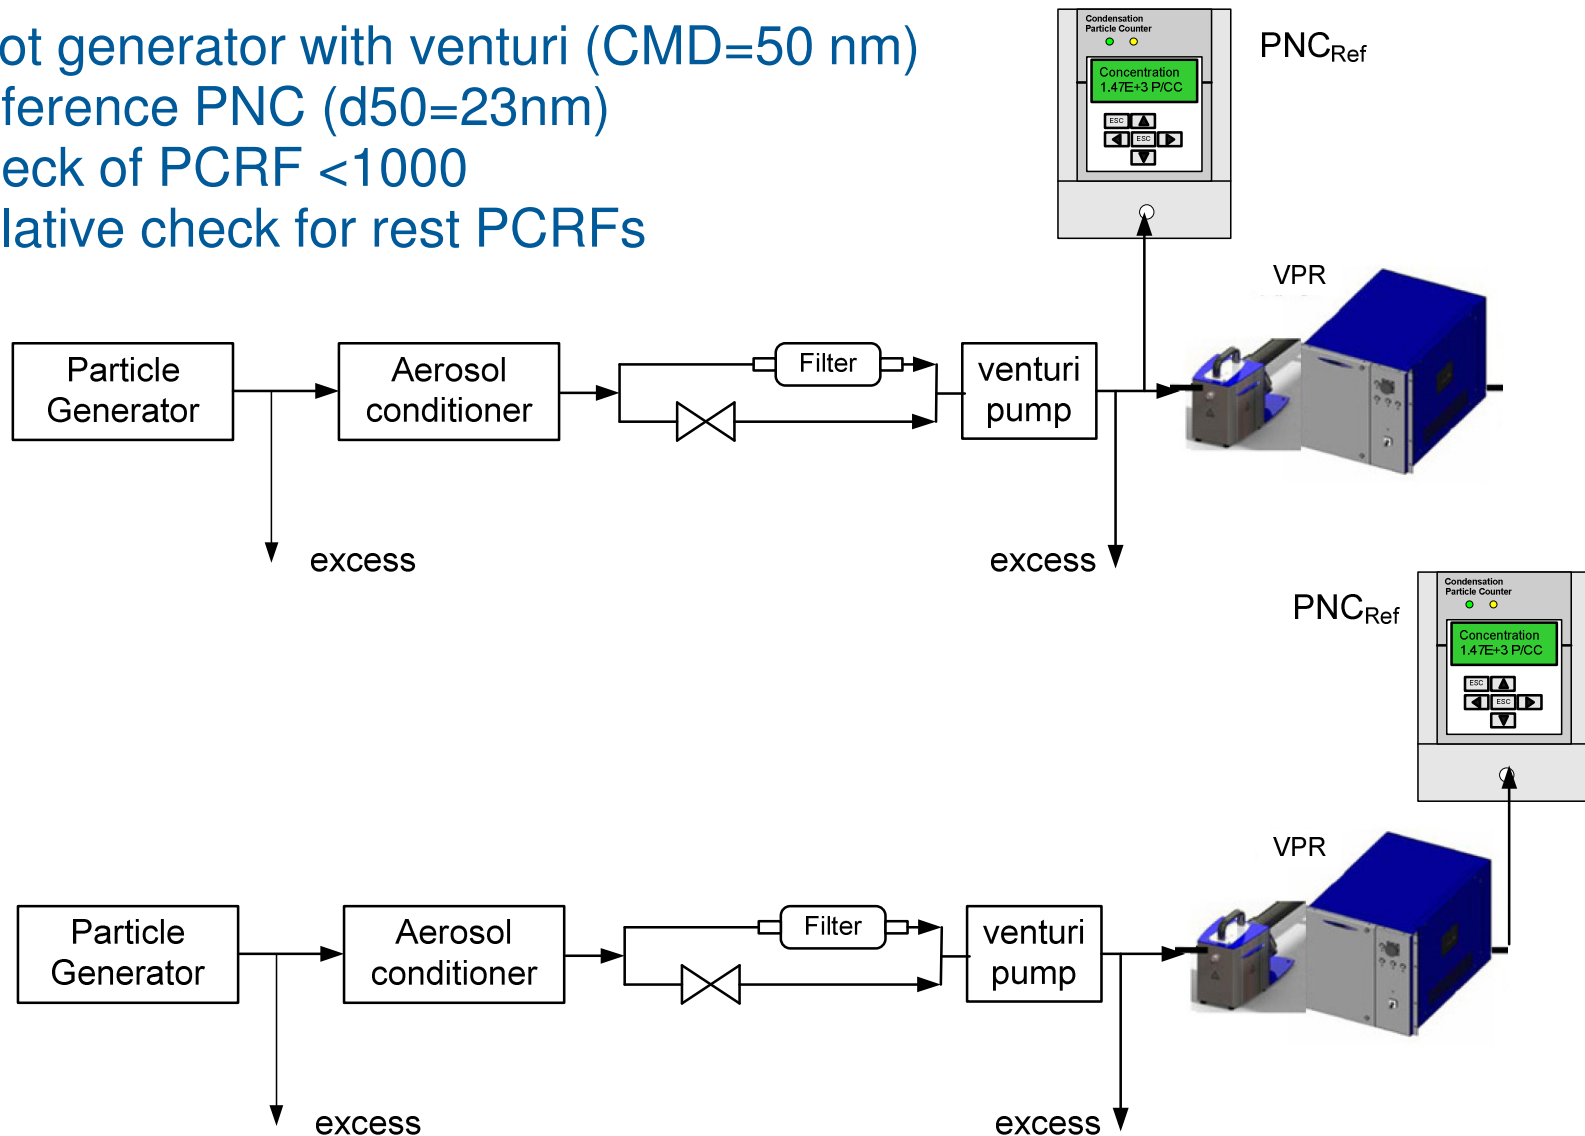 ot generator with venturi (CMD=50 nm)
ference PNC (d50=23nm)
eck of PCRF <1000
lative check for rest PCRFs
Condensation
Particle Counter
PNCRef
Concentration
1.47E+3 P/CC
ESC
ESC
VPR
Particle
Generator
Aerosol
conditioner
Filter
venturi
pump
? ? ?
excess
excess
Condensation
Particle Counter
PNCRef
Concentration
1.47E+3 P/CC
ESC
ESC
VPR
Particle
Generator
Aerosol
conditioner
Filter
venturi
pump
? ? ?
excess
excess